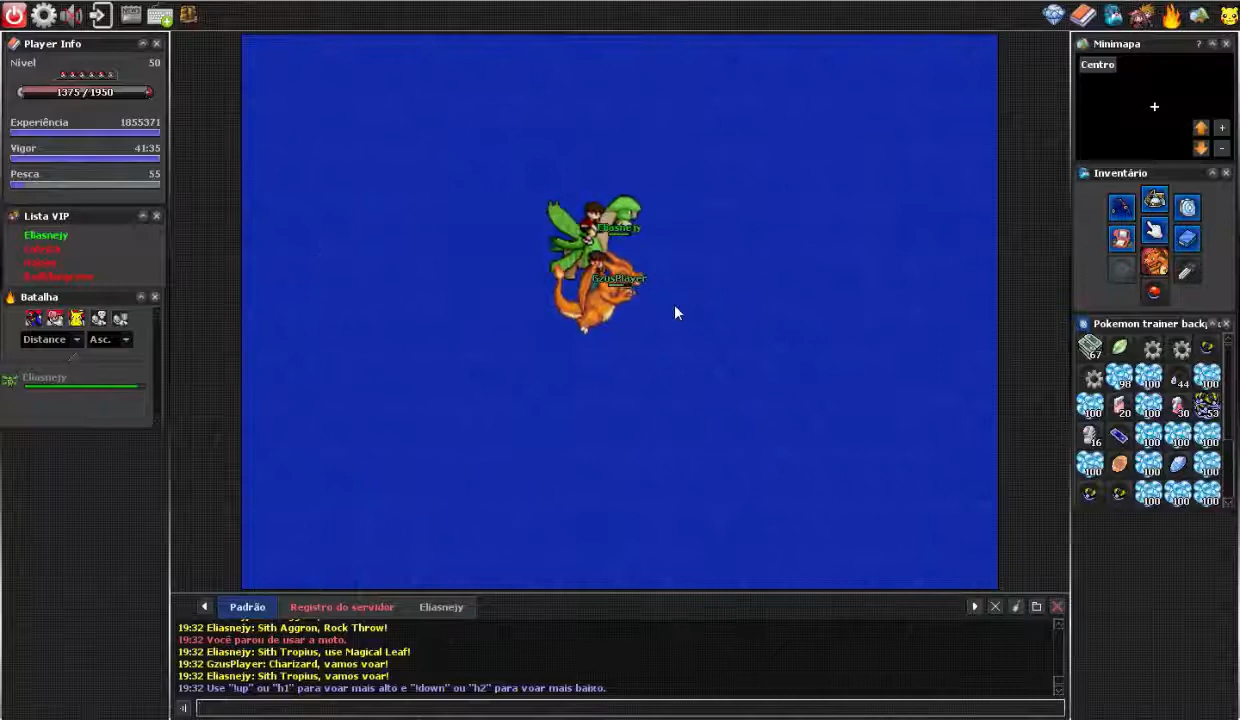 Player Info
Nível 50
1375 / 1950
Experiência 1855371
Vigor 41:35
Pesca 55
Lista VIP
Eliasnejy
Batalha
Distance Asc.
Eliasnejy
Eliasnejy
GzusPlayer
Minimapa ?
Centro
+
+
-
Inventário
Pokemon trainer back
67
98 100 44 100
100 20 100 30 53
16 100 100 100
100 100 100
100 100 100
Padrão Registro do servidor Eliasnejy
19:32 Eliasnejy: Sith Aggron, Rock Throw!
19:32 Você parou de usar a moto.
19:32 Eliasnejy: Sith Tropius, use Magical Leaf!
19:32 GzusPlayer: Charizard, vamos voar!
19:32 Eliasnejy: Sith Tropius, vamos voar!
19:32 Use "!up" ou "h1" para voar mais alto e "!down" ou "h2" para voar mais baixo.